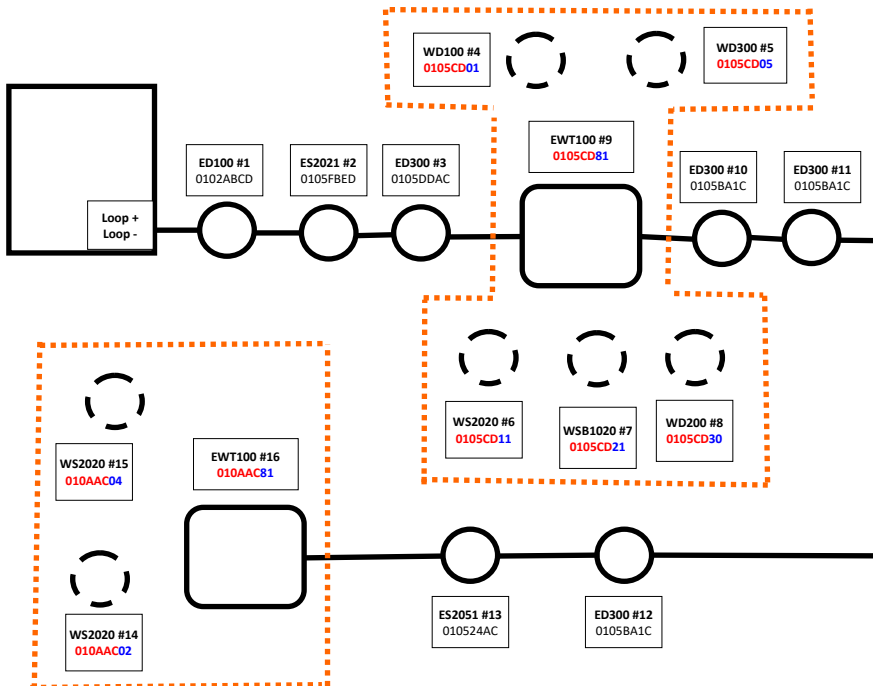 WD100 #4
0105CD01
WD300 #5
0105CD05
EWT100 #9
0105CD81
ED100 #1
0102ABCD
ES2021 #2
0105FBED
ED300 #3
0105DDAC
ED300 #10
0105BA1C
ED300 #11
0105BA1C
Loop +
Loop -
WS2020 #6
0105CD11
WSB1020 #7
0105CD21
WD200 #8
0105CD30
WS2020 #15
010AAC04
EWT100 #16
010AAC81
WS2020 #14
010AAC02
ES2051 #13
010524AC
ED300 #12
0105BA1C